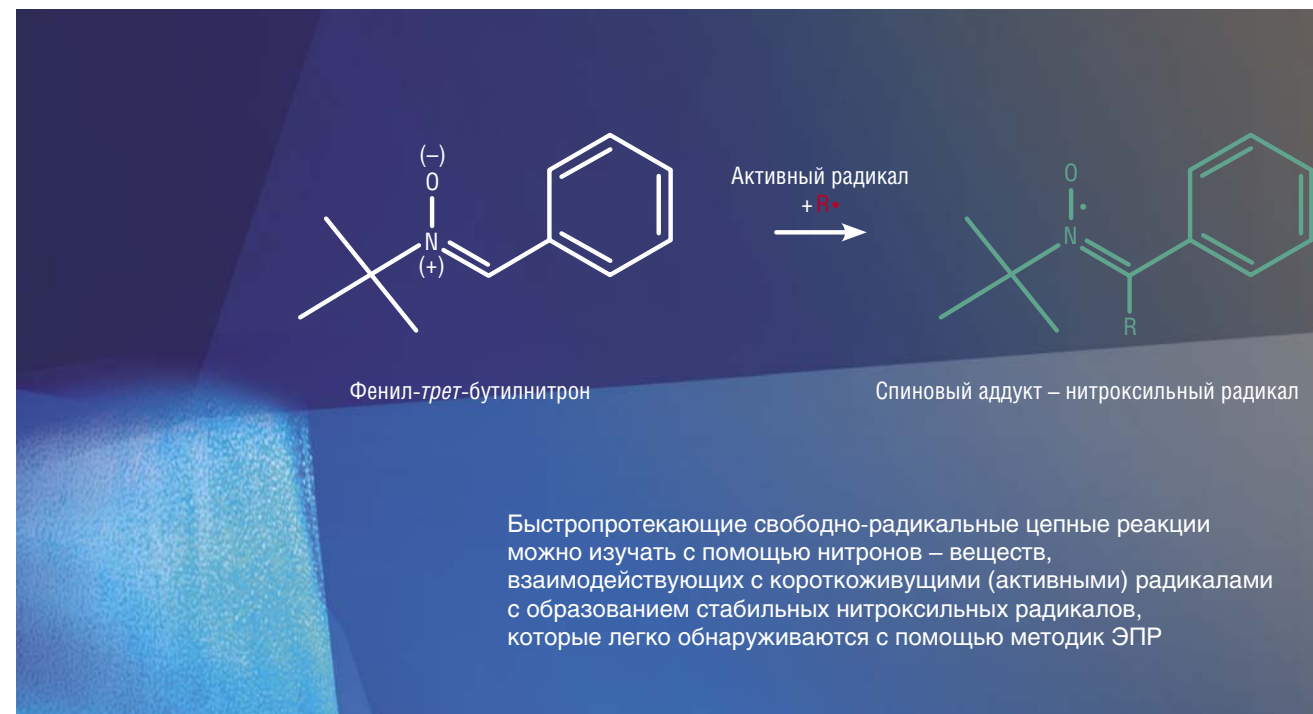 (–)
O
N
(+)
Активный радикал
+ R•
O
•
N
R
Фенил-трет-бутилнитрон
Спиновый аддукт – нитроксильный радикал
Быстропротекающие свободно-радикальные цепные реакции
можно изучать с помощью нитронов – веществ,
взаимодействующих с короткоживущими (активными) радикалами
с образованием стабильных нитроксильных радикалов,
которые легко обнаруживаются с помощью методик ЭПР